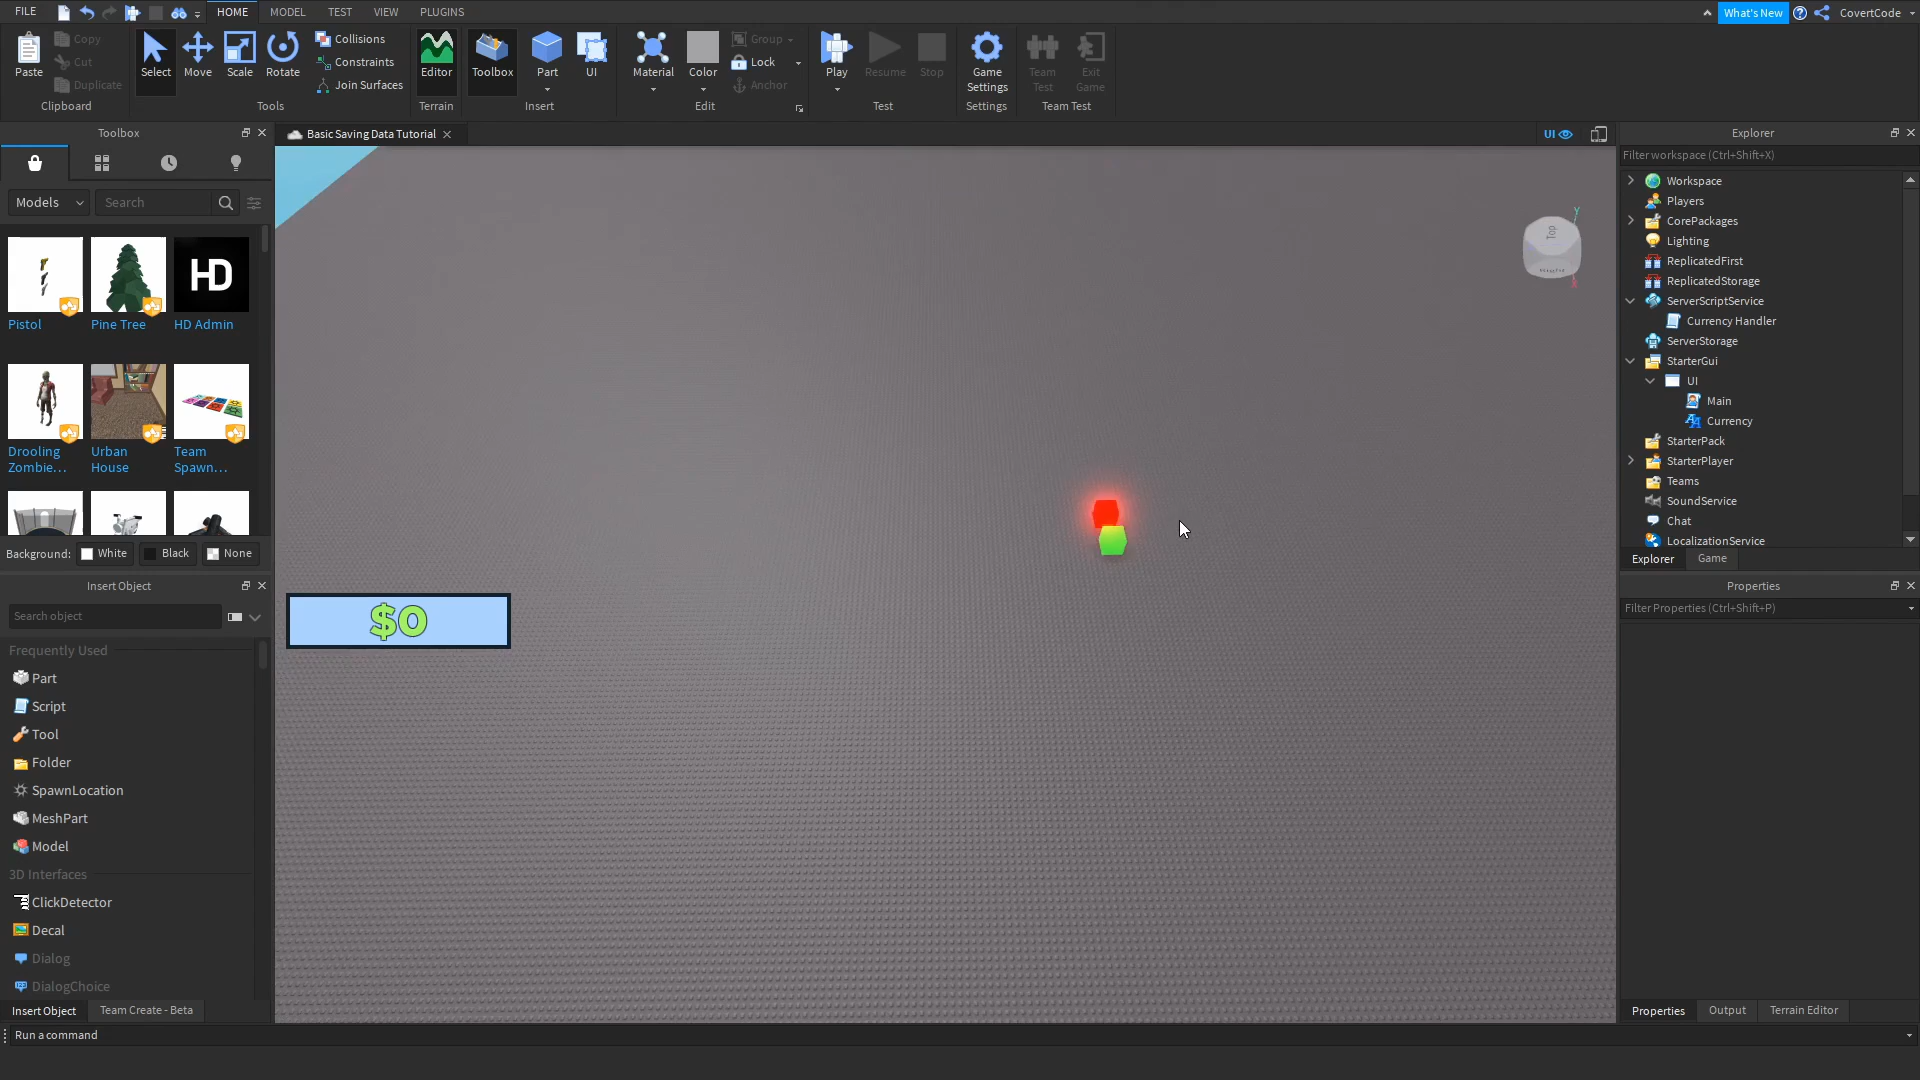 FILE
HOME
MODEL
TEST
VIEW
PLUGINS
What's New
CovertCode
Paste
Copy
Cut
Duplicate
Clipboard
Select
Move
Scale
Rotate
Collisions
Constraints
Join Surfaces
Tools
Editor
Terrain
Toolbox
Part
UI
Insert
Material
Color
Group
Lock
Anchor
Edit
Play
Resume
Stop
Test
Game
Settings
Settings
Team
Test
Exit
Game
Team Test
Toolbox
Models
Search
Pistol
Pine Tree
HD
HD Admin
Drooling
Zombie...
Urban
House
Team
Spawn...
Background:
White
Black
None
Insert Object
Search object
Frequently Used
Part
Script
Tool
Folder
SpawnLocation
MeshPart
Model
3D Interfaces
ClickDetector
Decal
Dialog
DialogChoice
Insert Object
Team Create - Beta
Run a command
Basic Saving Data Tutorial
UI
Y
Top
X
$0
Explorer
Filter workspace (Ctrl+Shift+X)
Workspace
Players
CorePackages
Lighting
ReplicatedFirst
ReplicatedStorage
ServerScriptService
Currency Handler
ServerStorage
StarterGui
UI
Main
Currency
StarterPack
StarterPlayer
Teams
SoundService
Chat
LocalizationService
Explorer
Game
Properties
Filter Properties (Ctrl+Shift+P)
Properties
Output
Terrain Editor